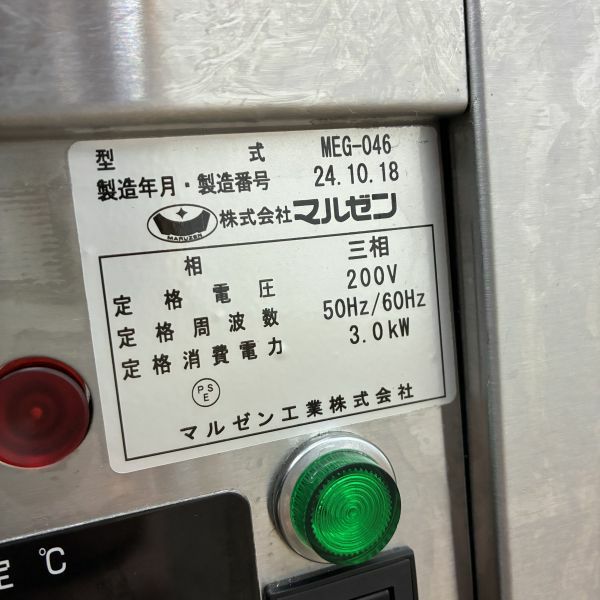 型式 MEG-046
製造年月・製造番号 24.10.18
MARUZEN 株式会社マルゼン
相 三相
定格電圧 200V
定格周波数 50Hz/60Hz
定格消費電力 3.0kW
PSE
マルゼン工業株式会社
定 ℃